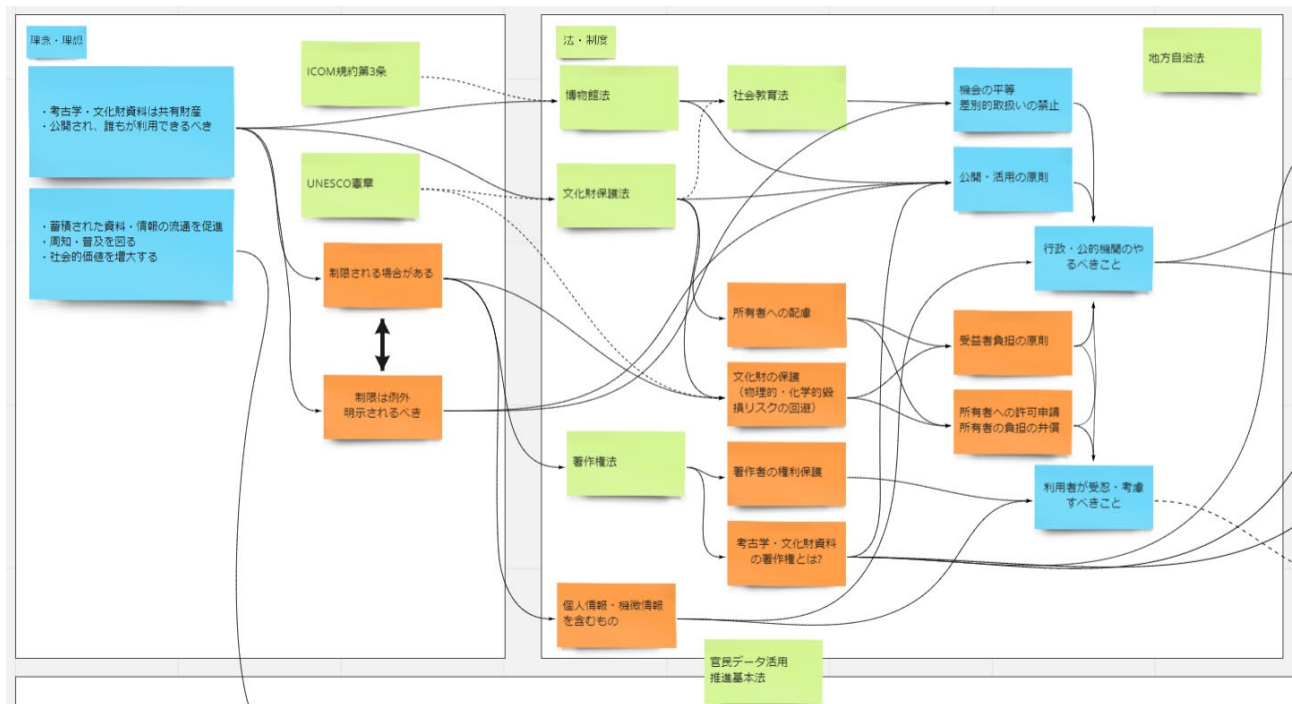 理念・理想
・考古学・文化財資料は共有財産
・公開され、誰もが利用できるべき
・蓄積された資料・情報の流通を促進
・周知・普及を図る
・社会的価値を増大する
ICOM規約第3条
UNESCO憲章
制限される場合がある
制限は例外
明示されるべき
法・制度
博物館法
文化財保護法
著作権法
個人情報・機微情報
を含むもの
社会教育法
所有者への配慮
文化財の保護
（物理的・化学的毀
損リスクの回避）
著作者の権利保護
考古学・文化財資料
の著作権とは?
機会の平等
差別的取扱いの禁止
公開・活用の原則
行政・公的機関のや
るべきこと
受益者負担の原則
所有者への許可申請
所有者の負担の弁償
利用者が受忍・考慮
すべきこと
地方自治法
官民データ活用
推進基本法